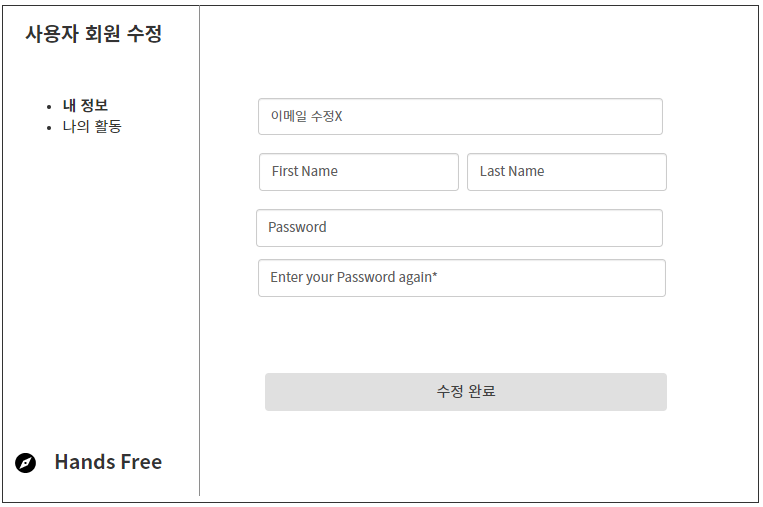 사용자 회원 수정
내 정보
나의 활동
이메일 수정X
First Name
Last Name
Password
Enter your Password again*
수정 완료
Hands Free